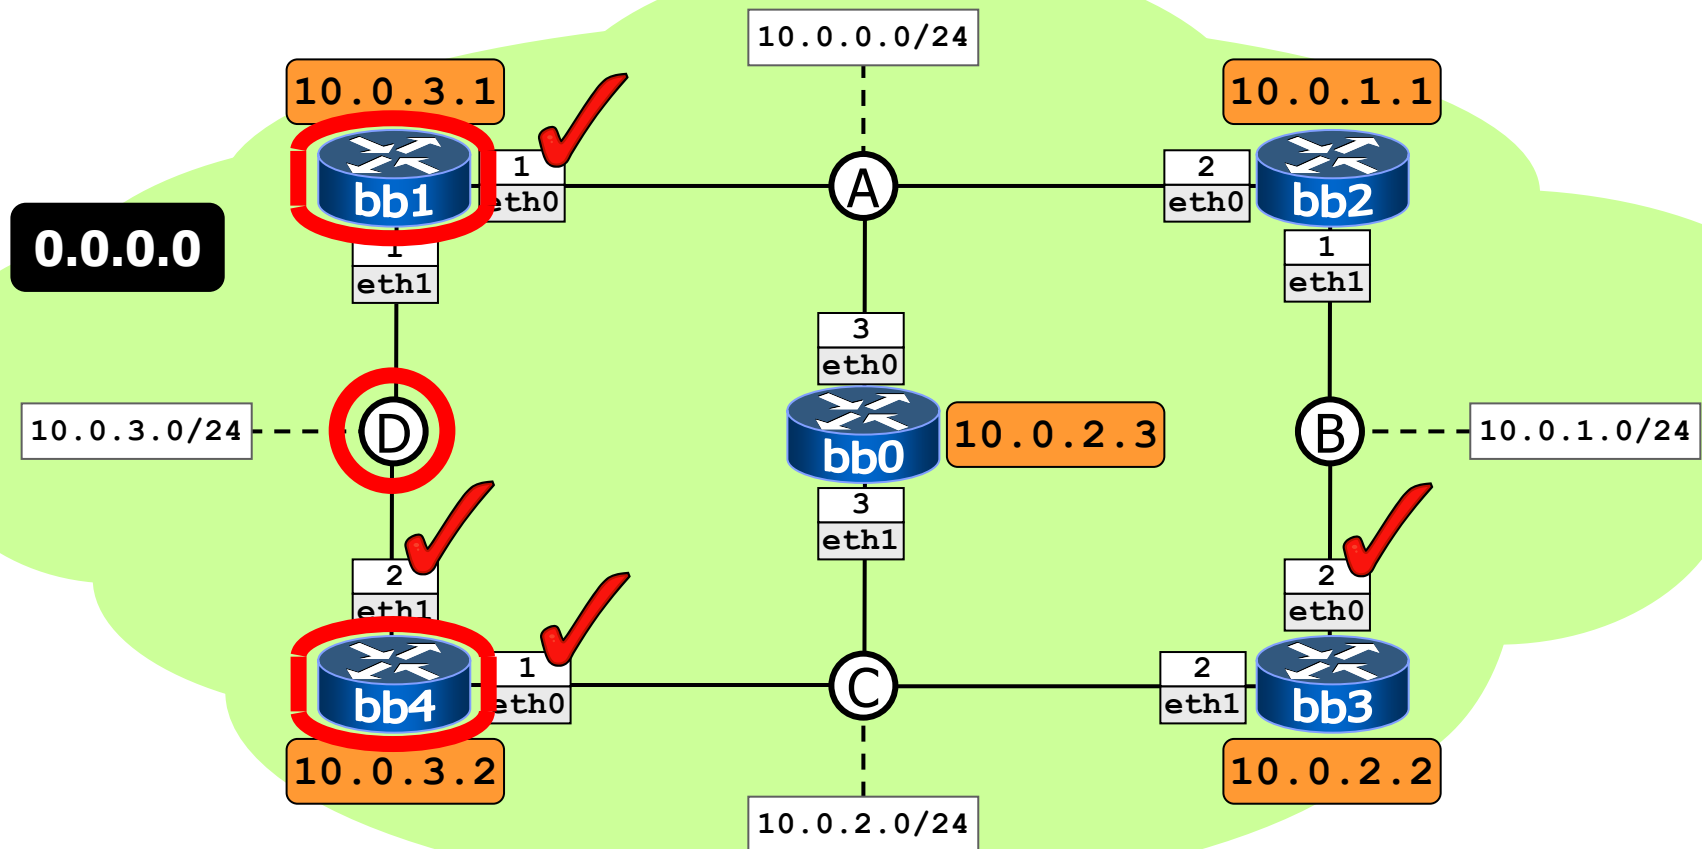 10.0.0.0/24
10.0.3.1
10.0.1.1
1
eth0
A
2
eth0
bb1
bb2
0.0.0.0
1
eth1
1
eth1
3
eth0
10.0.3.0/24
D
bb0
10.0.2.3
B
10.0.1.0/24
3
eth1
2
eth1
2
eth0
1
eth0
C
2
eth1
bb4
bb3
10.0.3.2
10.0.2.2
10.0.2.0/24